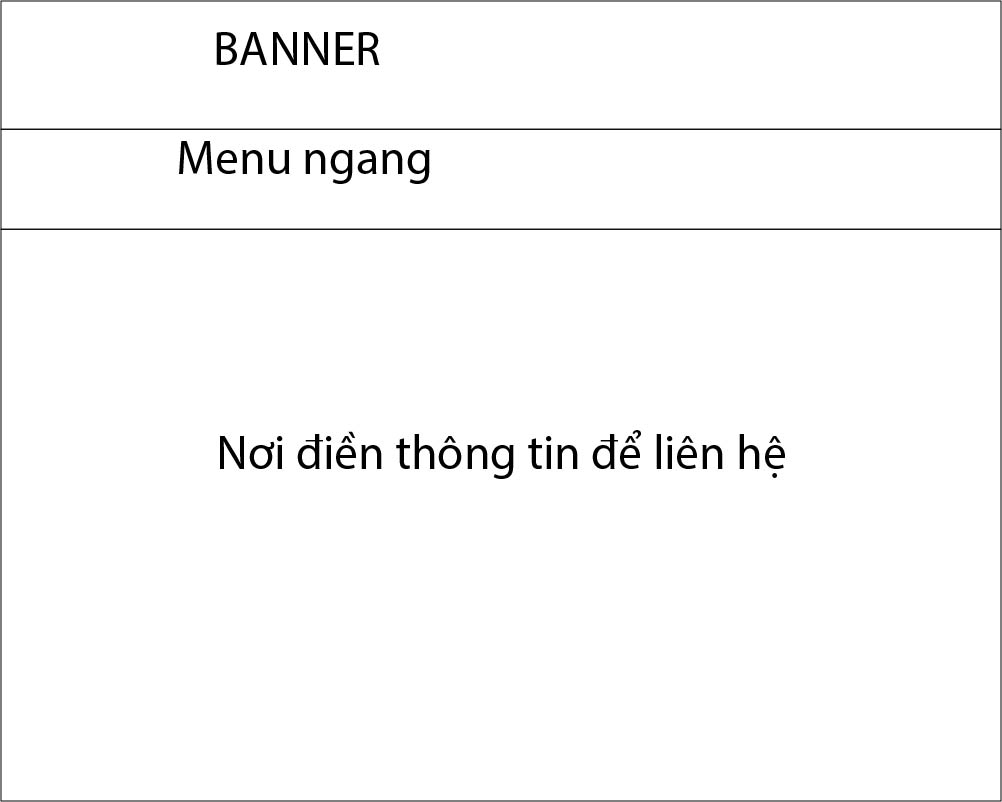 BANNER
Menu ngang
Nơi điền thông tin để liên hệ